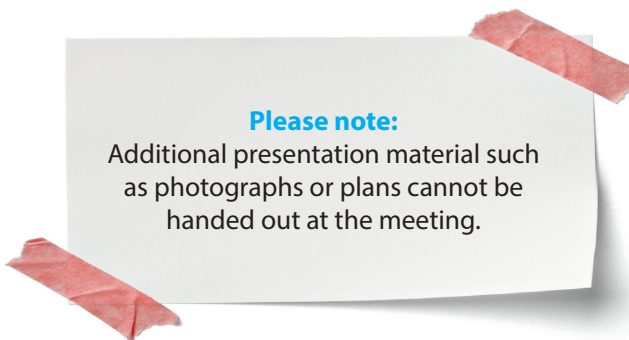 Please note:
Additional presentation material such
as photographs or plans cannot be
handed out at the meeting.